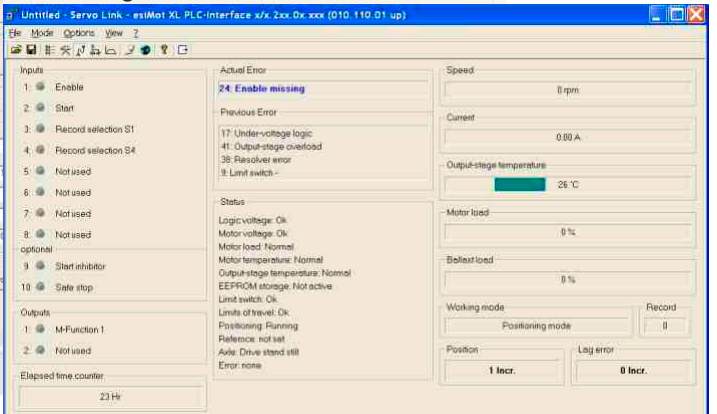 Untitled - Servo Link - esiMot XL PLC-Interface x/x.2xx.0x.xxx (010.110.01 up)
File Mode Options View ?
Inputs
1: Enable
2: Start
3: Record selection S1
4: Record selection S4
5: Not used
6: Not used
7: Not used
8: Not used
optional
9 Start inhibitor
10 Safe stop
Outputs
1: M-Function 1
2: Not used
Elapsed time counter
23 Hr
Actual Error
24: Enable missing
Previous Error
17: Under-voltage logic
41: Output-stage overload
38: Resolver error
9: Limit switch -
Status
Logic voltage: Ok
Motor voltage: Ok
Motor load: Normal
Motor temperature: Normal
Output-stage temperature: Normal
EEPROM storage: Not active
Limit switch: Ok
Limits of travel: Ok
Positioning: Running
Refernce: not set
Axle: Drive stand still
Error: none
Speed
0 rpm
Current
0.00 A
Output-stage temperature
26 °C
Motor load
0 %
Ballast load
0 %
Working mode
Positioning mode
Record
0
Position
1 Incr.
Lag error
0 Incr.